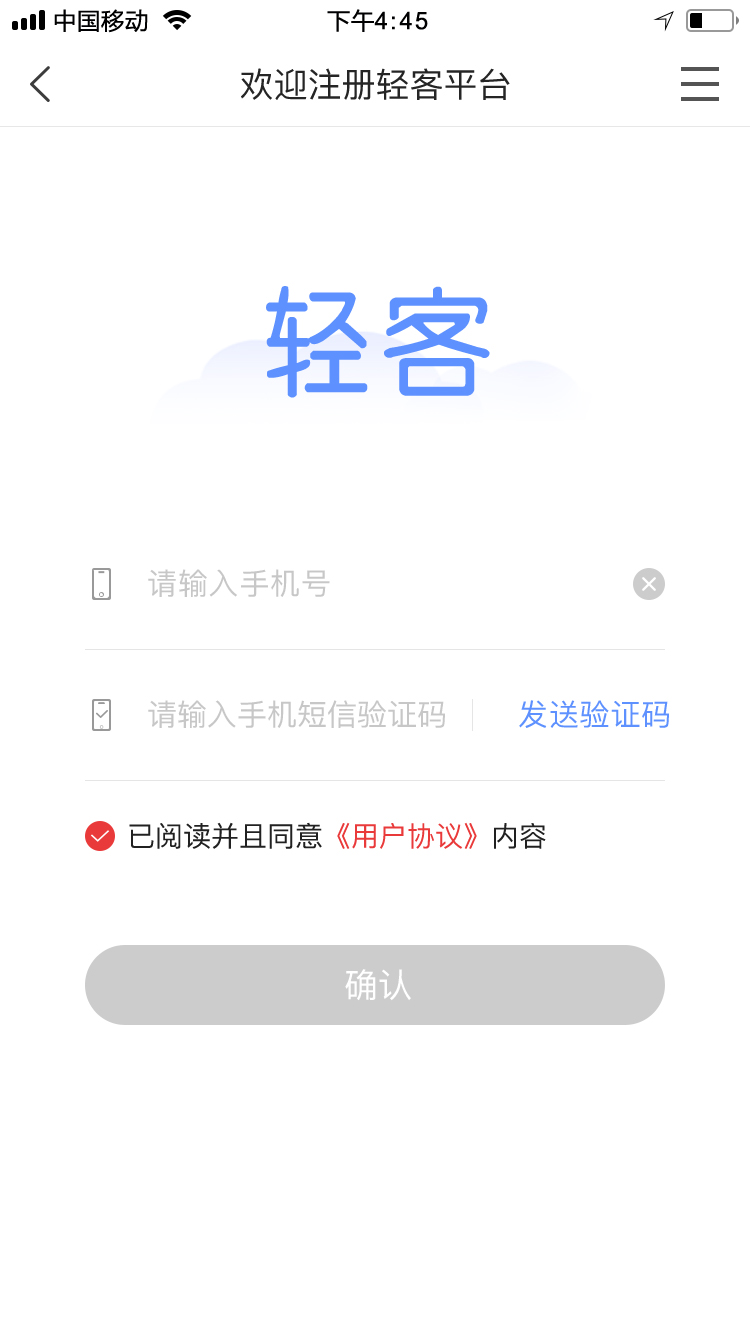 中国移动 下午4:45
欢迎注册轻客平台
轻客
请输入手机号
请输入手机短信验证码 发送验证码
已阅读并且同意《用户协议》内容
确认